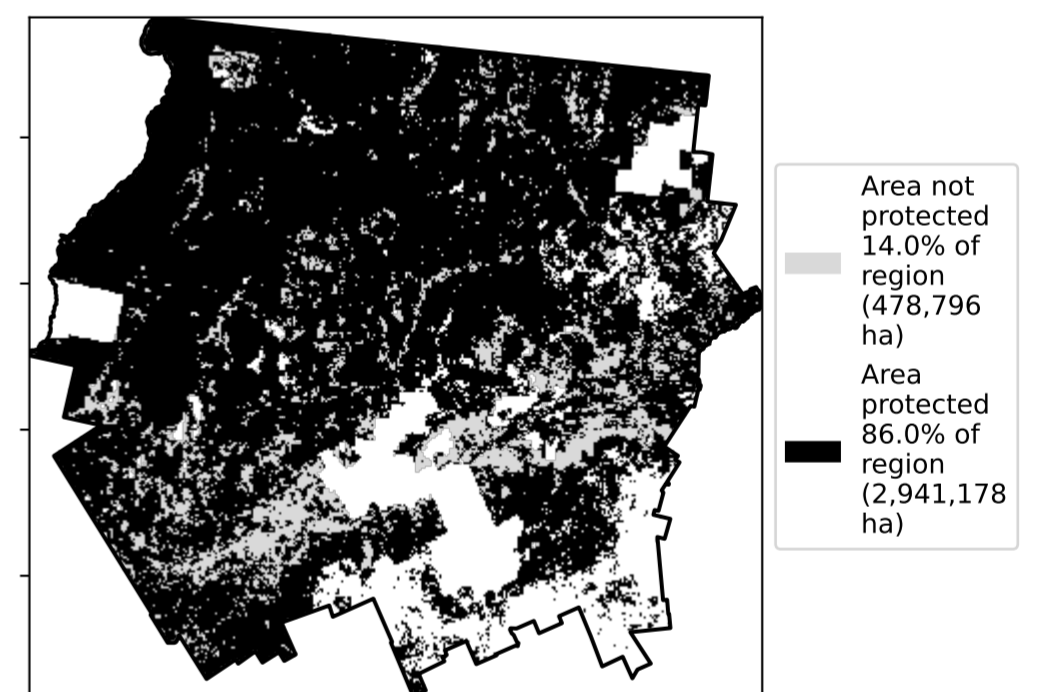 Area not
protected
14.0% of
region
(478,796
ha)
Area
protected
86.0% of
region
(2,941,178
ha)